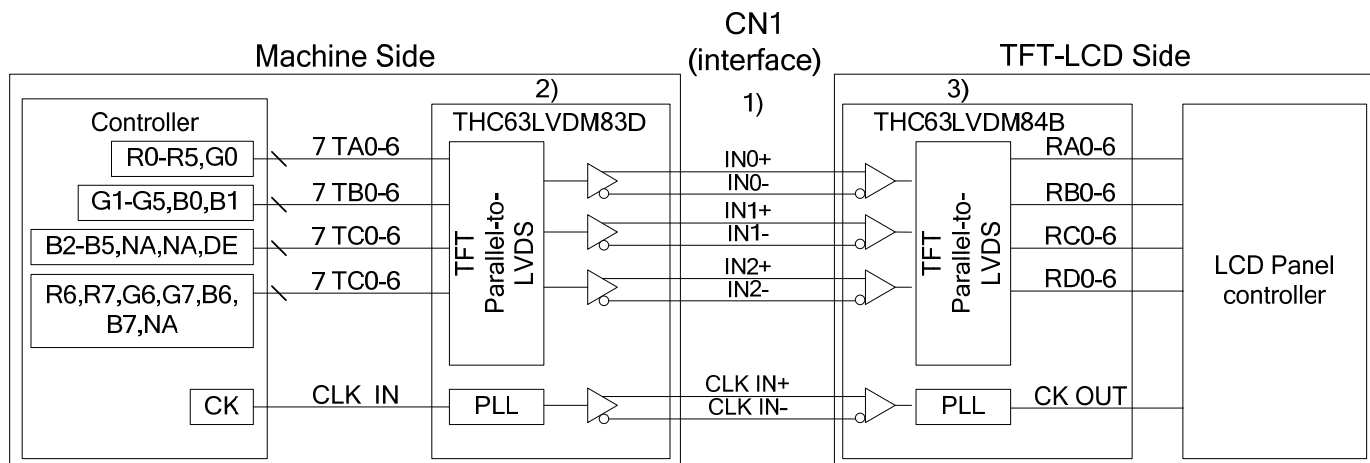 CN1
(interface)
Machine Side
TFT-LCD Side
1)
2)
3)
Controller
THC63LVDM83D
THC63LVDM84B
R0-R5,G0
7 TA0-6
IN0+
IN0-
RA0-6
G1-G5,B0,B1
7 TB0-6
IN1+
IN1-
RB0-6
B2-B5,NA,NA,DE
7 TC0-6
IN2+
IN2-
RC0-6
R6,R7,G6,G7,B6,
B7,NA
7 TC0-6
RD0-6
TFT
Parallel-to-
LVDS
TFT
Parallel-to-
LVDS
LCD Panel
controller
CK
CLK IN
PLL
CLK IN+
CLK IN-
PLL
CK OUT